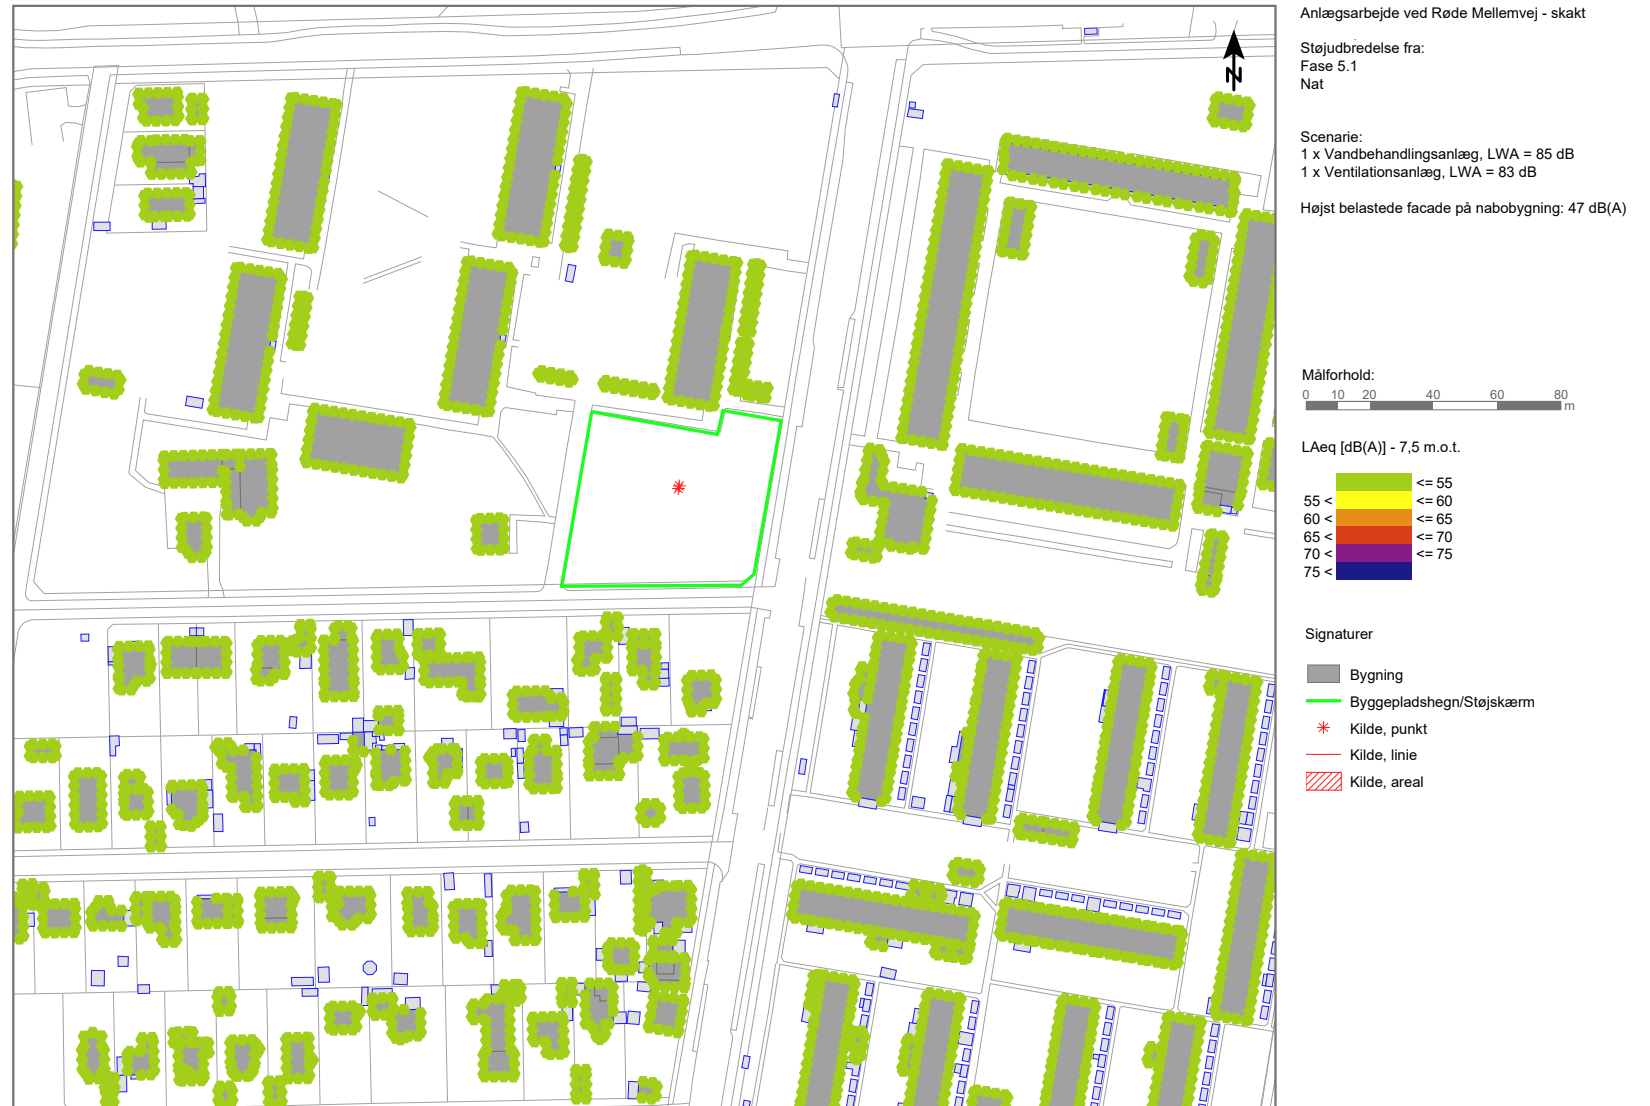 Anlægsarbejde ved Røde Mellemvej - skakt
Støjudbredelse fra:
Fase 5.1
Nat
Scenarie:
1 x Vandbehandlingsanlæg, LWA = 85 dB
1 x Ventilationsanlæg, LWA = 83 dB
Højst belastede facade på nabobygning: 47 dB(A)
N
Målforhold:
0 10 20 40 60 80
m
LAeq [dB(A)] - 7,5 m.o.t.
<= 55
55 < <= 60
60 < <= 65
65 < <= 70
70 < <= 75
75 <
Signaturer
Bygning
Byggepladshegn/Støjskærm
Kilde, punkt
Kilde, linie
Kilde, areal